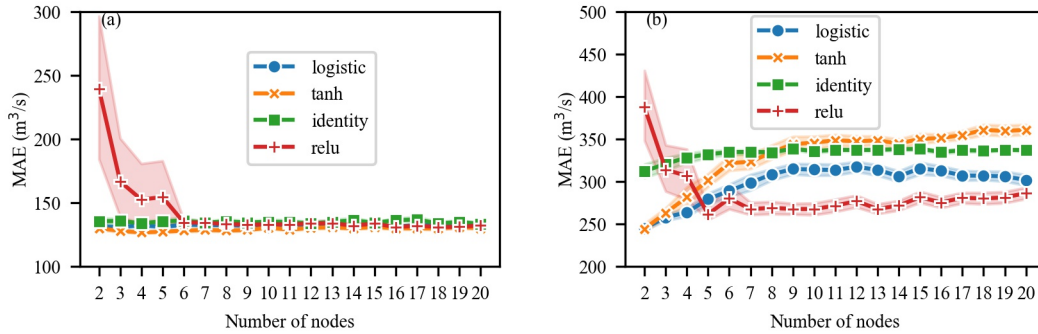 (a)
MAE (m³/s)
300
250
200
150
100
logistic
tanh
identity
relu
2 3 4 5 6 7 8 9 10 11 12 13 14 15 16 17 18 19 20
Number of nodes
(b)
MAE (m³/s)
500
450
400
350
300
250
200
logistic
tanh
identity
relu
2 3 4 5 6 7 8 9 10 11 12 13 14 15 16 17 18 19 20
Number of nodes